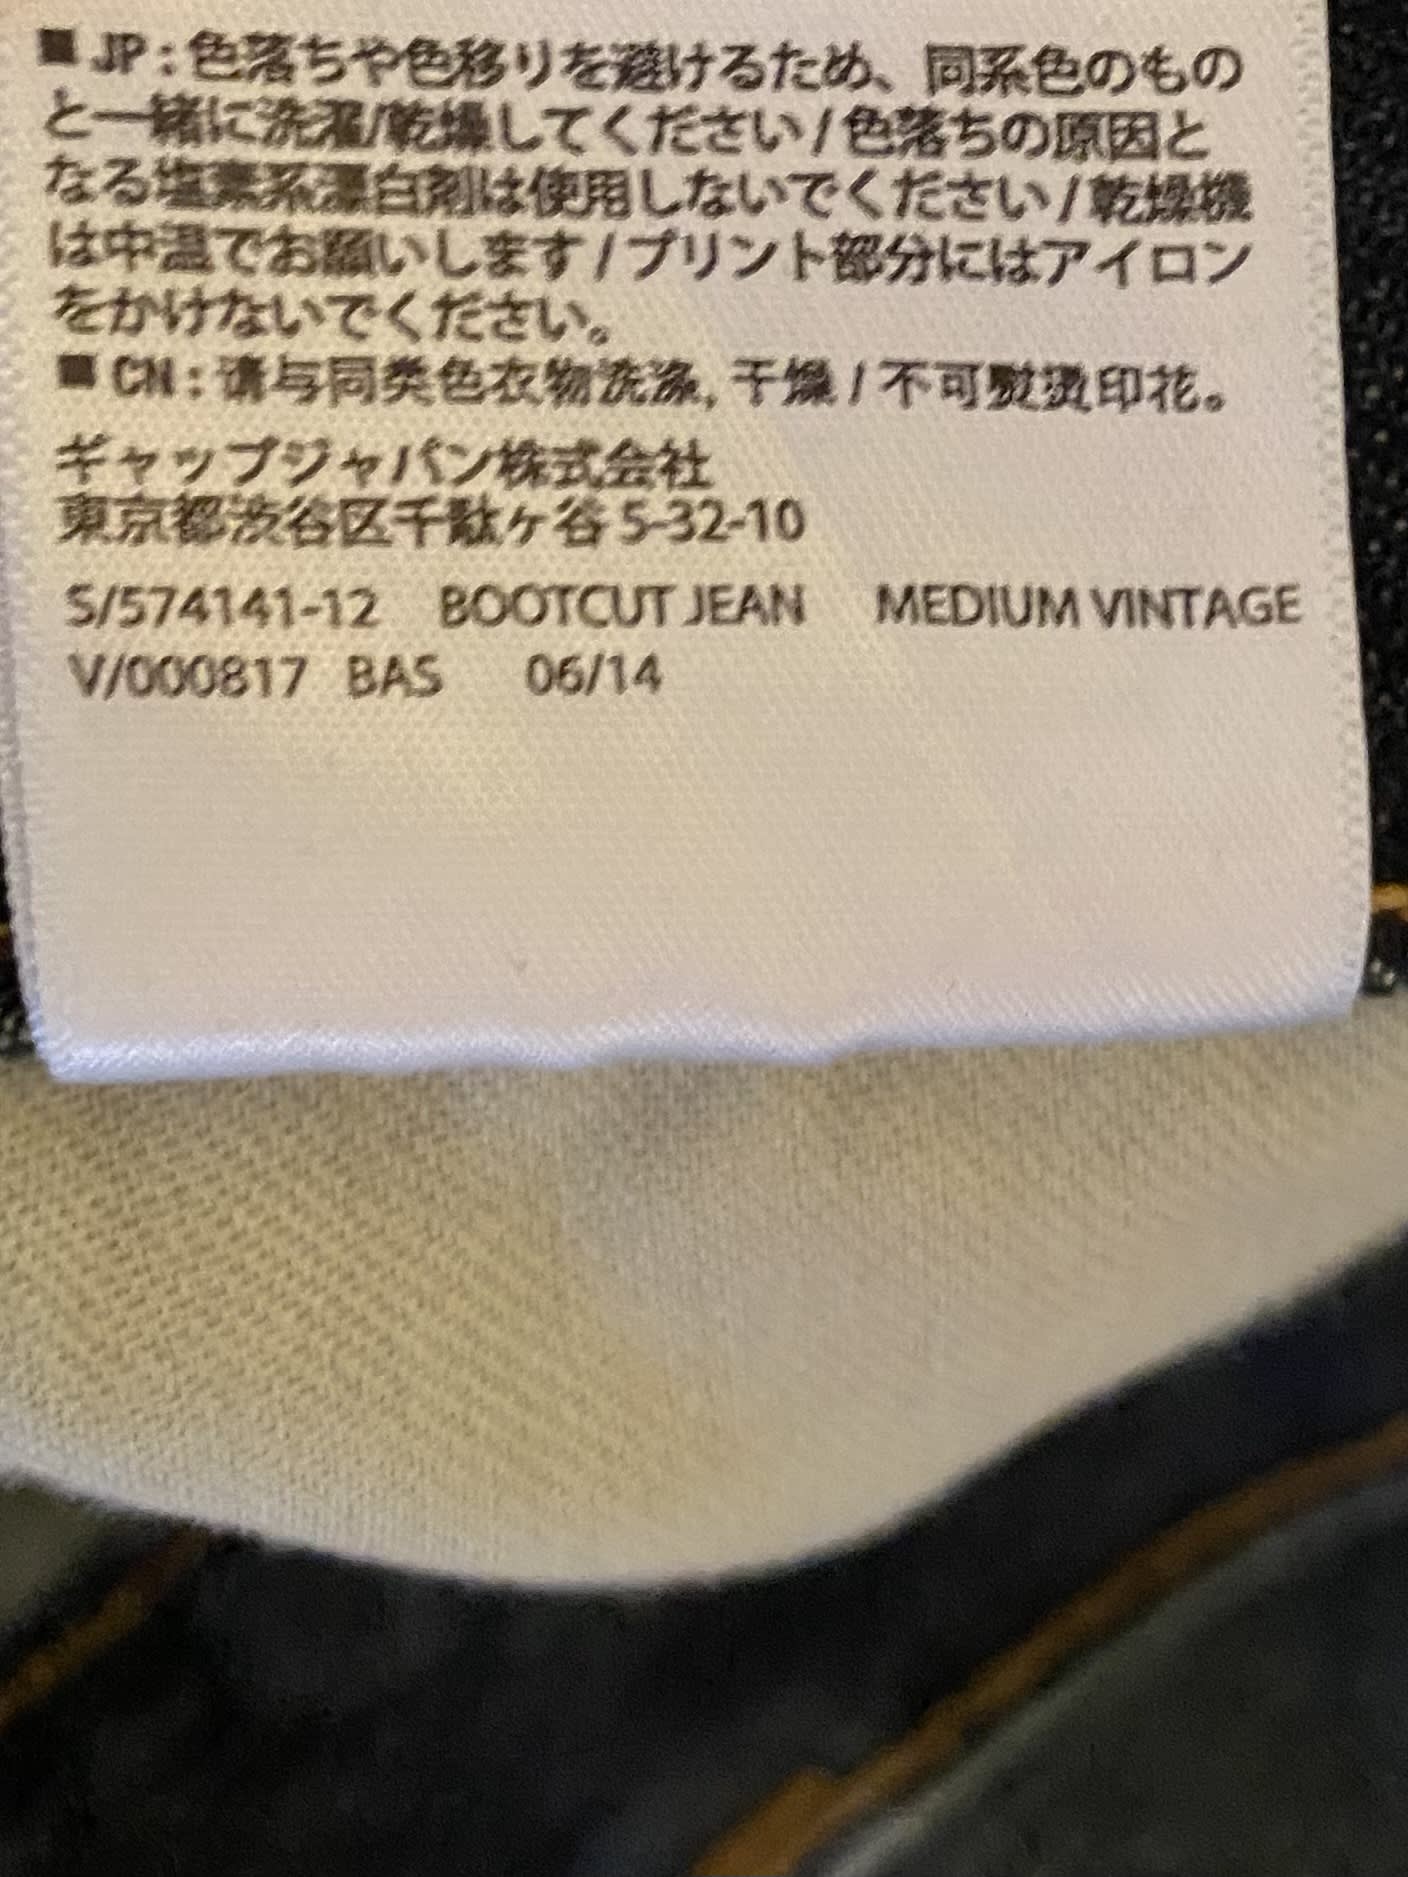 ■ JP : 色落ちや色移りを避けるため、同系色のもの
と一緒に洗濯/乾燥してください / 色落ちの原因と
なる塩素系漂白剤は使用しないでください / 乾燥機
は中温でお願いします / プリント部分にはアイロン
をかけないでください。
■ CN : 请与同类色衣物洗涤, 干燥 / 不可熨烫印花。
ギャップジャパン株式会社
東京都渋谷区千駄ヶ谷 5-32-10
S/574141-12 BOOTCUT JEAN MEDIUM VINTAGE
V/000817 BAS 06/14